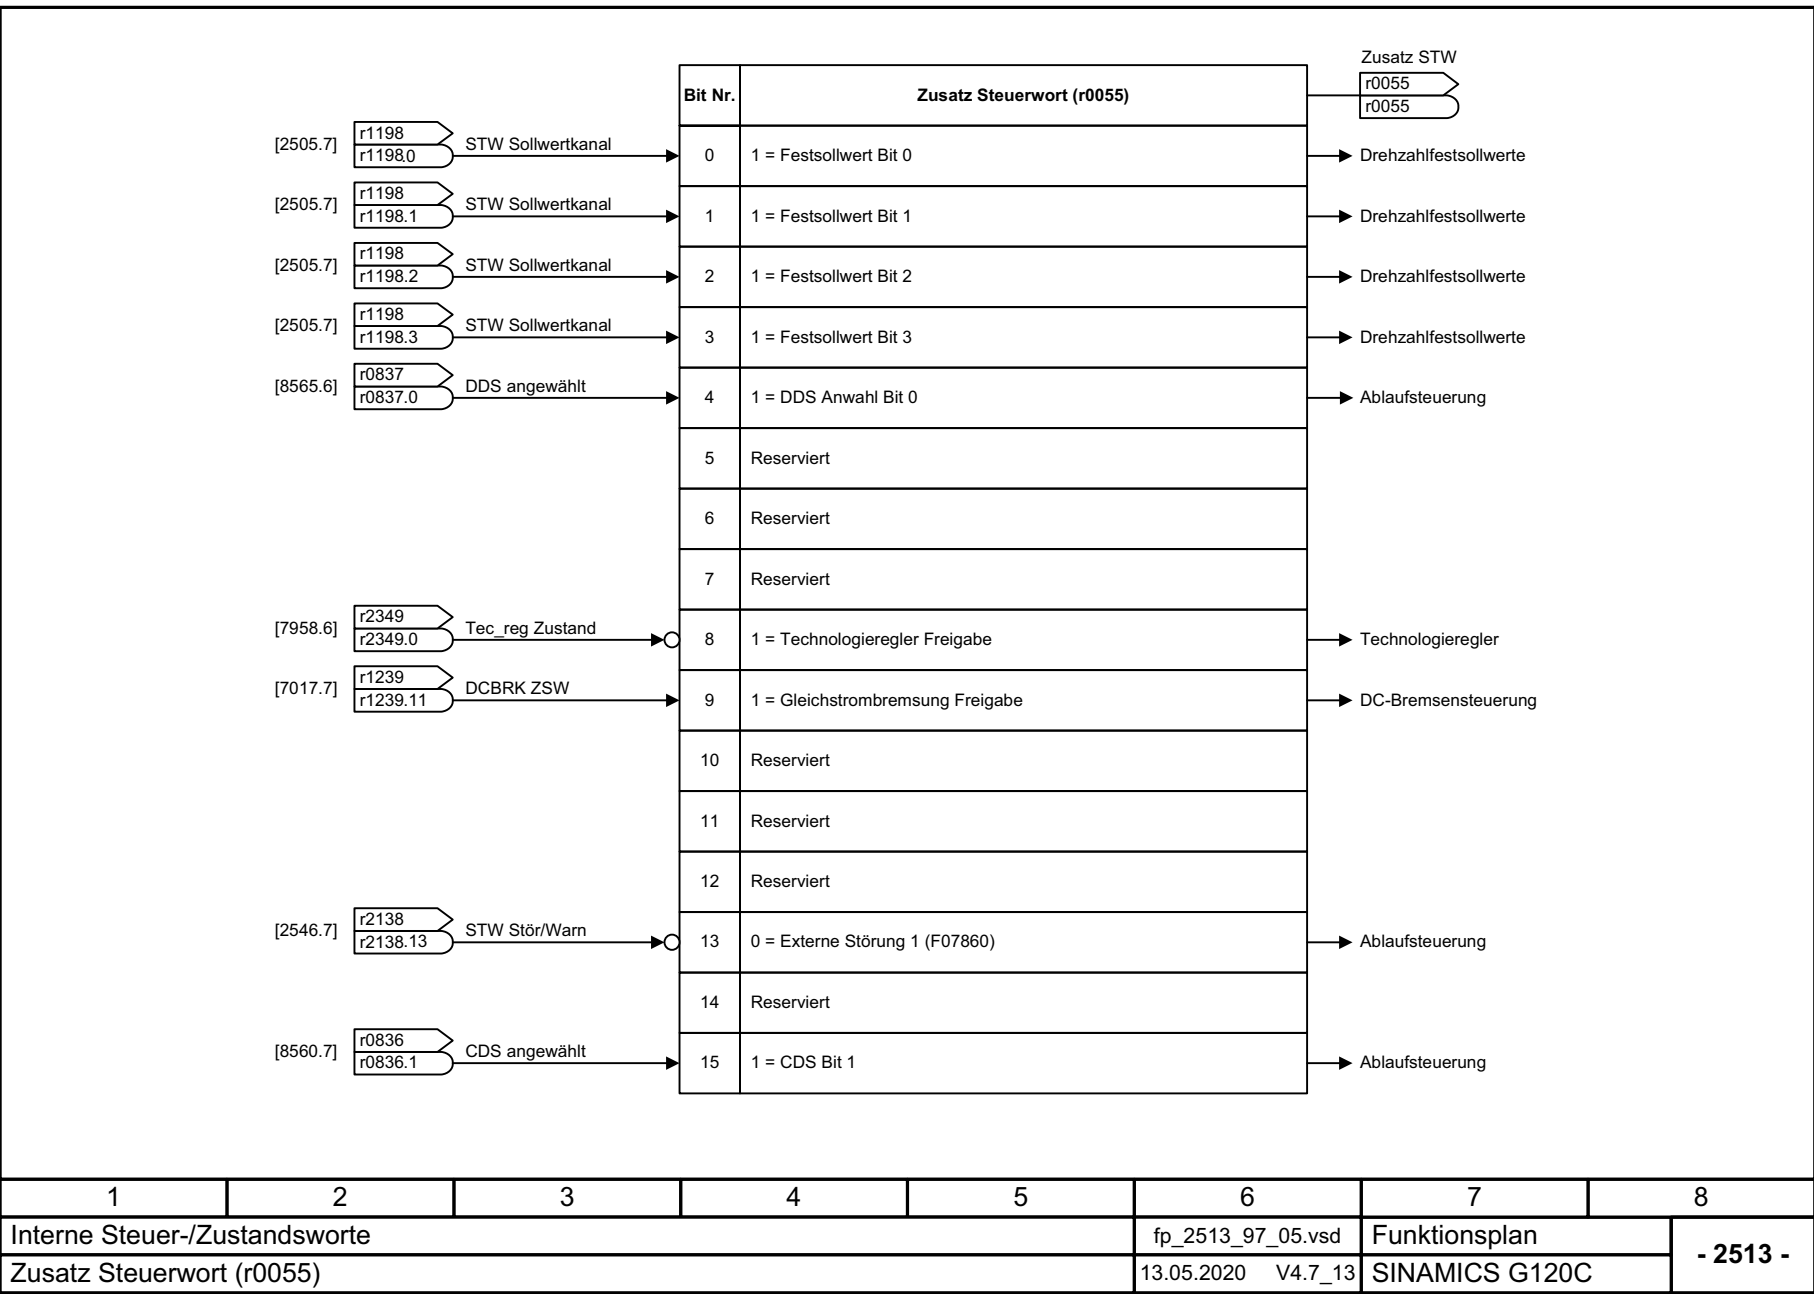 Zusatz STW
r0055
r0055
Bit Nr. Zusatz Steuerwort (r0055)
[2505.7] r1198 r1198.0 STW Sollwertkanal 0 1 = Festsollwert Bit 0 Drehzahlfestsollwerte
[2505.7] r1198 r1198.1 STW Sollwertkanal 1 1 = Festsollwert Bit 1 Drehzahlfestsollwerte
[2505.7] r1198 r1198.2 STW Sollwertkanal 2 1 = Festsollwert Bit 2 Drehzahlfestsollwerte
[2505.7] r1198 r1198.3 STW Sollwertkanal 3 1 = Festsollwert Bit 3 Drehzahlfestsollwerte
[8565.6] r0837 r0837.0 DDS angewählt 4 1 = DDS Anwahl Bit 0 Ablaufsteuerung
5 Reserviert
6 Reserviert
7 Reserviert
[7958.6] r2349 r2349.0 Tec_reg Zustand 8 1 = Technologieregler Freigabe Technologieregler
[7017.7] r1239 r1239.11 DCBRK ZSW 9 1 = Gleichstrombremsung Freigabe DC-Bremsensteuerung
10 Reserviert
11 Reserviert
12 Reserviert
[2546.7] r2138 r2138.13 STW Stör/Warn 13 0 = Externe Störung 1 (F07860) Ablaufsteuerung
14 Reserviert
[8560.7] r0836 r0836.1 CDS angewählt 15 1 = CDS Bit 1 Ablaufsteuerung
1 2 3 4 5 6 7 8
Interne Steuer-/Zustandsworte fp_2513_97_05.vsd Funktionsplan - 2513 -
Zusatz Steuerwort (r0055) 13.05.2020 V4.7_13 SINAMICS G120C